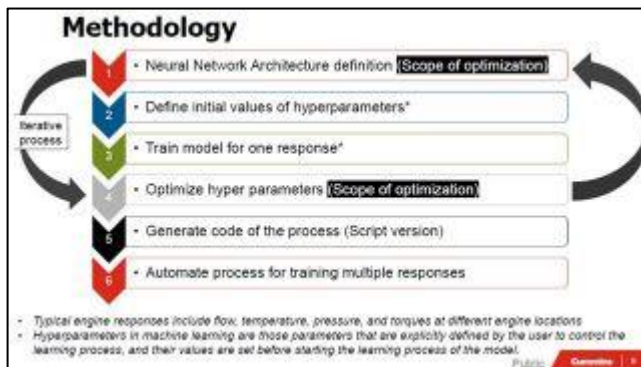 Methodology
1 • Neural Network Architecture definition (Scope of optimization)
2 • Define initial values of hyperparameters*
Iterative
process
3 • Train model for one response*
4 • Optimize hyper parameters (Scope of optimization)
5 • Generate code of the process (Script version)
6 • Automate process for training multiple responses
• Typical engine responses include flow, temperature, pressure, and torques at different engine locations
• Hyperparameters in machine learning are those parameters that are explicitly defined by the user to control the
learning process, and their values are set before starting the learning process of the model.
Public Cummins